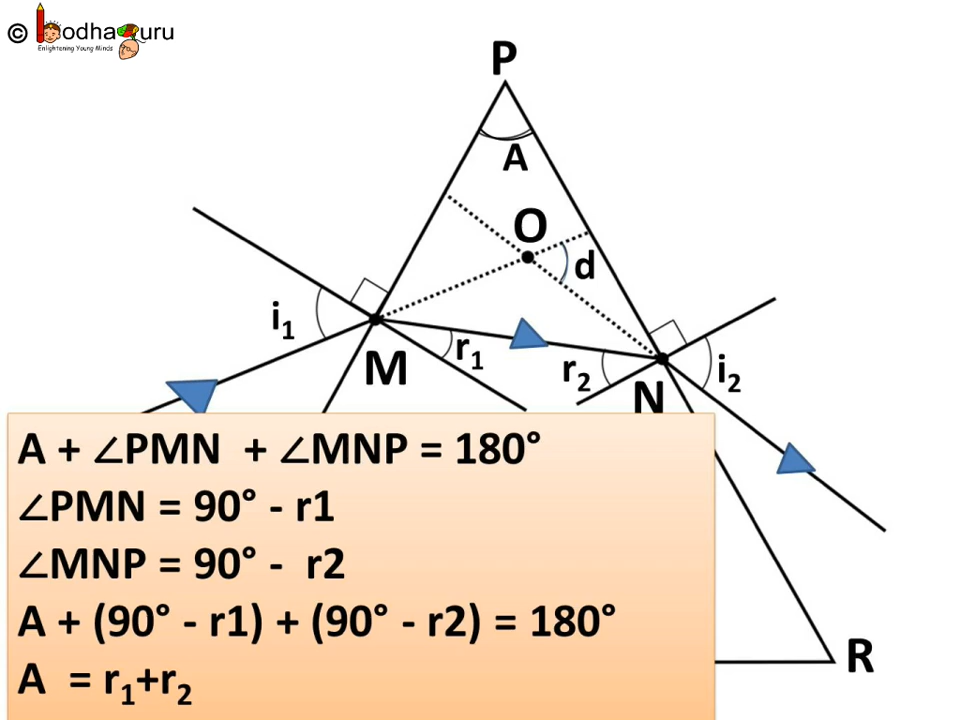 © BodhaGuru
Enlightening Young Minds
P
A
O
d
i₁
r₁
M
r₂
i₂
N
A + ∠PMN + ∠MNP = 180°
∠PMN = 90° - r1
∠MNP = 90° - r2
A + (90° - r1) + (90° - r2) = 180°
A = r₁+r₂
R